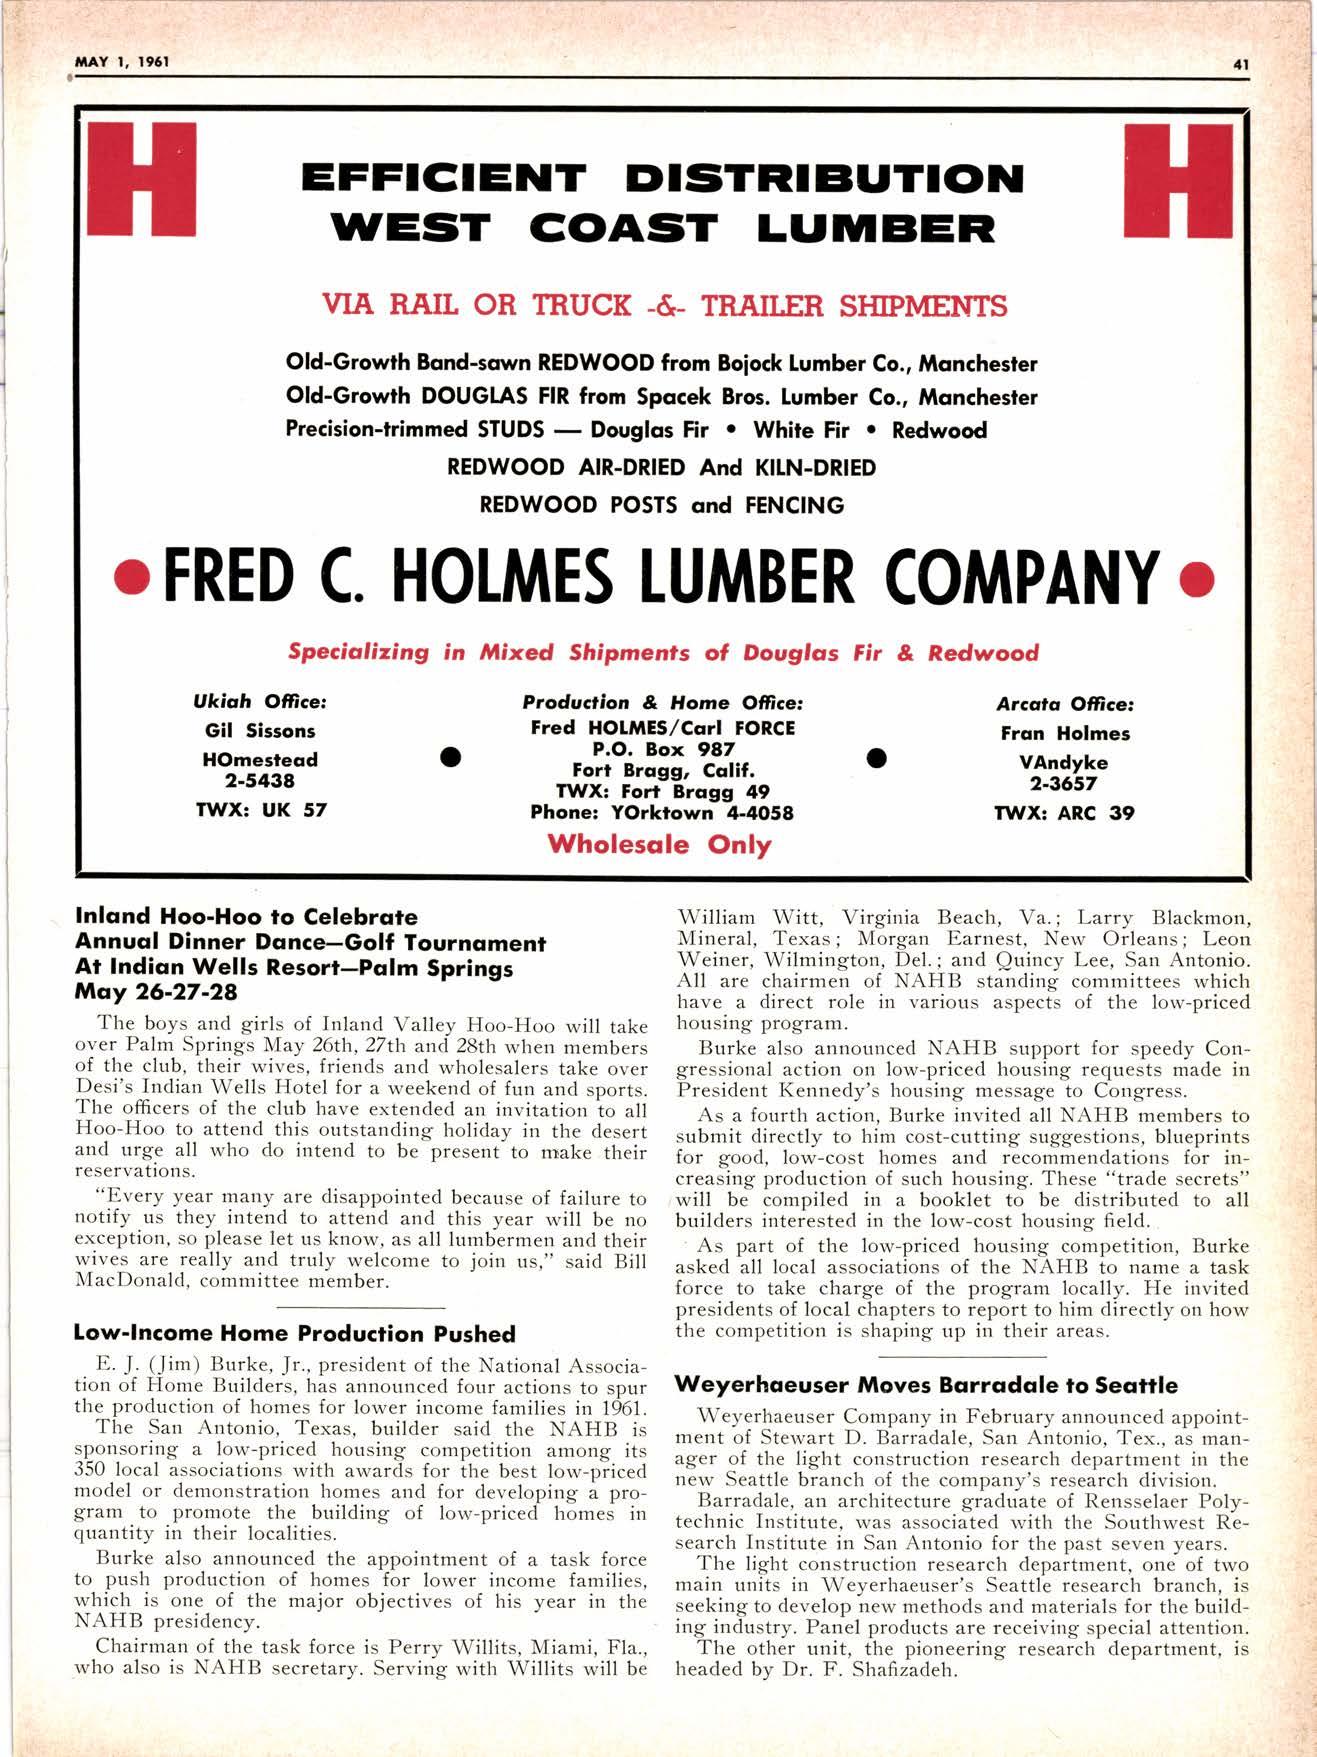 MAY 1, 1961
41
H
H
EFFICIENT DISTRIBUTION
WEST COAST LUMBER
VIA RAIL OR TRUCK -&- TRAILER SHIPMENTS
Old-Growth Band-sawn REDWOOD from Bojock Lumber Co., Manchester
Old-Growth DOUGLAS FIR from Spacek Bros. Lumber Co., Manchester
Precision-trimmed STUDS — Douglas Fir • White Fir • Redwood
REDWOOD AIR-DRIED And KILN-DRIED
REDWOOD POSTS and FENCING
• FRED C. HOLMES LUMBER COMPANY •
Specializing in Mixed Shipments of Douglas Fir & Redwood
Ukiah Office:
Gil Sissons
HOmestead
2-5438
TWX: UK 57
•
Production & Home Office:
Fred HOLMES/Carl FORCE
P.O. Box 987
Fort Bragg, Calif.
TWX: Fort Bragg 49
Phone: YOrktown 4-4058
•
Arcata Office:
Fran Holmes
VAndyke
2-3657
TWX: ARC 39
Wholesale Only
Inland Hoo-Hoo to Celebrate
Annual Dinner Dance—Golf Tournament
At Indian Wells Resort—Palm Springs
May 26-27-28
The boys and girls of Inland Valley Hoo-Hoo will take
over Palm Springs May 26th, 27th and 28th when members
of the club, their wives, friends and wholesalers take over
Desi's Indian Wells Hotel for a weekend of fun and sports.
The officers of the club have extended an invitation to all
Hoo-Hoo to attend this outstanding holiday in the desert
and urge all who do intend to be present to make their
reservations.
"Every year many are disappointed because of failure to
notify us they intend to attend and this year will be no
exception, so please let us know, as all lumbermen and their
wives are really and truly welcome to join us," said Bill
MacDonald, committee member.
Low-Income Home Production Pushed
E. J. (Jim) Burke, Jr., president of the National Associa-
tion of Home Builders, has announced four actions to spur
the production of homes for lower income families in 1961.
The San Antonio, Texas, builder said the NAHB is
sponsoring a low-priced housing competition among its
350 local associations with awards for the best low-priced
model or demonstration homes and for developing a pro-
gram to promote the building of low-priced homes in
quantity in their localities.
Burke also announced the appointment of a task force
to push production of homes for lower income families,
which is one of the major objectives of his year in the
NAHB presidency.
Chairman of the task force is Perry Willits, Miami, Fla.,
who also is NAHB secretary. Serving with Willits will be
William Witt, Virginia Beach, Va.; Larry Blackmon,
Mineral, Texas; Morgan Earnest, New Orleans; Leon
Weiner, Wilmington, Del.; and Quincy Lee, San Antonio.
All are chairmen of NAHB standing committees which
have a direct role in various aspects of the low-priced
housing program.
Burke also announced NAHB support for speedy Con-
gressional action on low-priced housing requests made in
President Kennedy's housing message to Congress.
As a fourth action, Burke invited all NAHB members to
submit directly to him cost-cutting suggestions, blueprints
for good, low-cost homes and recommendations for in-
creasing production of such housing. These "trade secrets"
will be compiled in a booklet to be distributed to all
builders interested in the low-cost housing field.
As part of the low-priced housing competition, Burke
asked all local associations of the NAHB to name a task
force to take charge of the program locally. He invited
presidents of local chapters to report to him directly on how
the competition is shaping up in their areas.
Weyerhaeuser Moves Barradale to Seattle
Weyerhaeuser Company in February announced appoint-
ment of Stewart D. Barradale, San Antonio, Tex., as man-
ager of the light construction research department in the
new Seattle branch of the company's research division.
Barradale, an architecture graduate of Rensselaer Poly-
technic Institute, was associated with the Southwest Re-
search Institute in San Antonio for the past seven years.
The light construction research department, one of two
main units in Weyerhaeuser's Seattle research branch, is
seeking to develop new methods and materials for the build-
ing industry. Panel products are receiving special attention.
The other unit, the pioneering research department, is
headed by Dr. F. Shafizadeh.